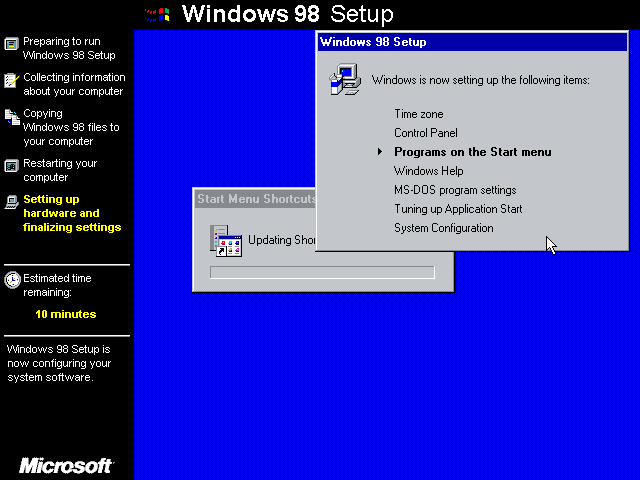 Windows 98 Setup
Preparing to run
Windows 98 Setup
Collecting information
about your computer
Copying
Windows 98 files to
your computer
Restarting your
computer
Setting up
hardware and
finalizing settings
Estimated time
remaining:
10 minutes
Windows 98 Setup is
now configuring your
system software.
Microsoft
Windows 98 Setup
Windows is now setting up the following items:
Time zone
Control Panel
Programs on the Start menu
Windows Help
MS-DOS program settings
Tuning up Application Start
System Configuration
Start Menu Shortcuts
Updating